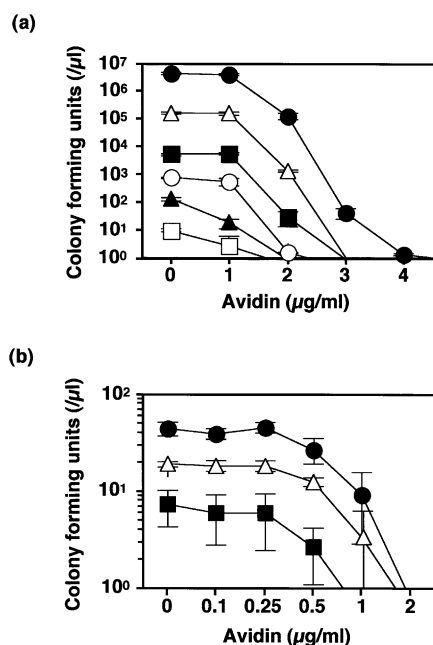 (a)
Colony forming units (/µl)
10⁷
10⁶
10⁵
10⁴
10³
10²
10¹
10⁰
0 1 2 3 4
Avidin (µg/ml)
(b)
Colony forming units (/µl)
10²
10¹
10⁰
0 0.1 0.25 0.5 1 2
Avidin (µg/ml)